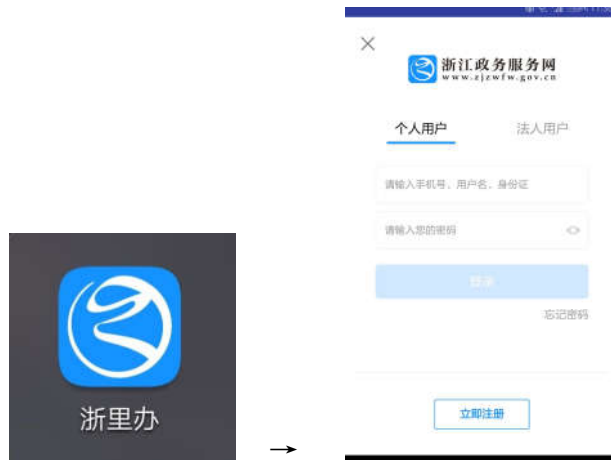 浙江政务服务网
www.zjzwfw.gov.cn
个人用户 法人用户
请输入手机号、用户名、身份证
请输入您的密码
登录
忘记密码
立即注册
浙里办
→